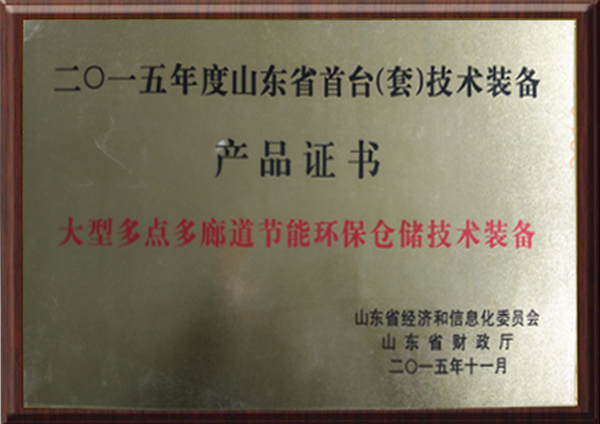 二〇一五年度山东省首台(套)技术装备
产品证书
大型多点多廊道节能环保仓储技术装备
山东省经济和信息化委员会
山东省财政厅
二〇一五年十一月